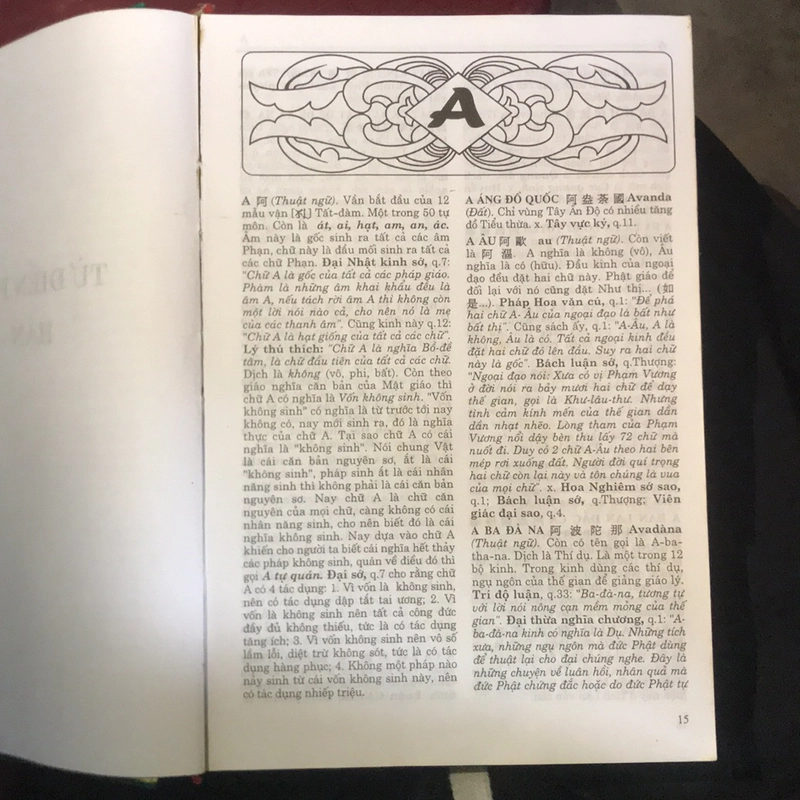 A
A 阿 (Thuật ngữ). Vần bắt đầu của 12
mẫu vận Tất-đàm. Một trong 50 tự
môn. Còn là át, ai, hạt, am, an, ác.
Âm này là gốc sinh ra tất cả các âm
Phạn, chữ này là đầu mối sinh ra tất
cả các chữ Phạn. Đại Nhật kinh sớ, q.7:
"Chữ A là gốc của tất cả các pháp giáo.
Phàm là những âm khai khẩu đều là
âm A, nếu tách rời âm A thì không còn
một lời nói nào cả, cho nên nó là mẹ
của các thanh âm". Cũng kinh này q.12:
"Chữ A là hạt giống của tất cả các chữ".
Lý thú thích: "Chữ A là nghĩa Bồ-đề
tâm, là chữ đầu tiên của tất cả các chữ.
Dịch là không (vô, phi, bất). Còn theo
giáo nghĩa căn bản của Mật giáo thì
chữ A có nghĩa là Vốn không sinh. "Vốn
không sinh" có nghĩa là từ trước tới nay
không có, nay mới sinh ra, đó là nghĩa
thực của chữ A. Tại sao chữ A có cái
nghĩa là "không sinh". Nói chung Vật
là cái căn bản nguyên sơ, ắt là cái
"không sinh", pháp sinh ắt là cái nhân
năng sinh thì không phải là cái căn bản
nguyên sơ. Nay chữ A là chữ căn
nguyên của mọi chữ, càng không có cái
nhân năng sinh, cho nên biết đó là cái
nghĩa không sinh. Nay dựa vào chữ A
khiến cho người ta biết cái nghĩa hết thảy
các pháp không sinh, quán về điều đó thì
gọi A tự quán. Đại sớ, q.7 cho rằng chữ
A có 4 tác dụng: 1. Vì vốn là không sinh,
nên có tác dụng dập tắt tai ương; 2. Vì
vốn là không sinh nên tất cả công đức
đầy đủ không thiếu, tức là có tác dụng
tăng ích; 3. Vì vốn không sinh nên vô số
lầm lỗi, diệt trừ không sót, tức là có tác
dụng hàng phục; 4. Không một pháp nào
nảy sinh từ cái vốn không sinh này, nên
có tác dụng nhiếp triệu.
A ÁNG ĐỒ QUỐC 阿盎荼國 Avanda
(Đất). Chỉ vùng Tây Ấn Độ có nhiều tăng
đồ Tiểu thừa. x. Tây vực ký, q.11.
A ÂU 阿歐 au (Thuật ngữ). Còn viết
là 阿漚. A nghĩa là không (vô), Âu
nghĩa là có (hữu). Đầu kinh của ngoại
đạo đều đặt hai chữ này. Phật giáo để
đối lại với nó cũng đặt Như thị... (如
是...). Pháp Hoa văn cú, q.1: "Để phá
hai chữ A- Âu của ngoại đạo là bất như
bất thị". Cũng sách ấy, q.1: "A-Âu, A là
không, Âu là có. Tất cả ngoại kinh đều
đặt hai chữ đó lên đầu. Suy ra hai chữ
này là gốc". Bách luận sớ, q.Thượng:
"Ngoại đạo nói: Xưa có vị Phạm Vương
ở đời nói ra bảy mươi hai chữ để dạy
thế gian, gọi là Khư-lâu-thư. Nhưng
tình cảm kính mến của thế gian dần
dần nhạt nhẽo. Lòng tham của Phạm
Vương nổi dậy bèn thu lấy 72 chữ mà
nuốt đi. Duy có 2 chữ A-Âu theo hai bên
mép rơi xuống đất. Người đời quí trọng
hai chữ còn lại này và tôn chúng là vua
của mọi chữ". x. Hoa Nghiêm sớ sao,
q.1; Bách luận sớ, q.Thượng; Viên
giác đại sao, q.4.
A BA ĐÀ NA 阿波陀那 Avadàna
(Thuật ngữ). Còn có tên gọi là A-ba-
tha-na. Dịch là Thí dụ. Là một trong 12
bộ kinh. Trong kinh dùng các thí dụ,
ngụ ngôn của thế gian để giảng giáo lý.
Trí độ luận, q.33: "Ba-đà-na, tương tự
với lời nói nông cạn mềm mỏng của thế
gian". Đại thừa nghĩa chương, q.1: "A-
ba-đà-na kinh có nghĩa là Dụ. Những tích
xưa, những ngụ ngôn mà đức Phật dùng
để thuật lại cho đại chúng nghe. Đây là
những chuyện về luân hồi, nhân quả mà
đức Phật chứng đắc hoặc do đức Phật tự
15